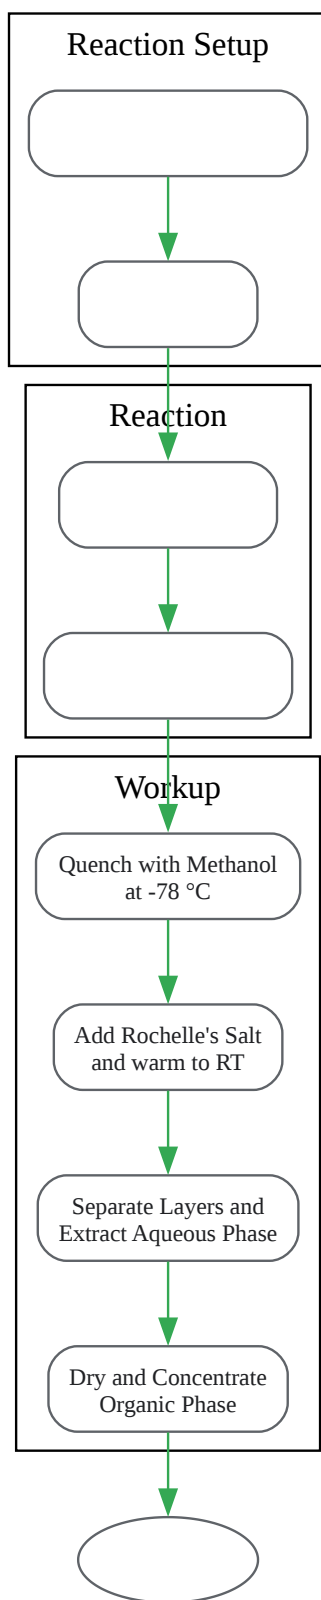 Reaction Setup
Reaction
Workup
Quench with Methanol
at -78 °C
Add Rochelle's Salt
and warm to RT
Separate Layers and
Extract Aqueous Phase
Dry and Concentrate
Organic Phase